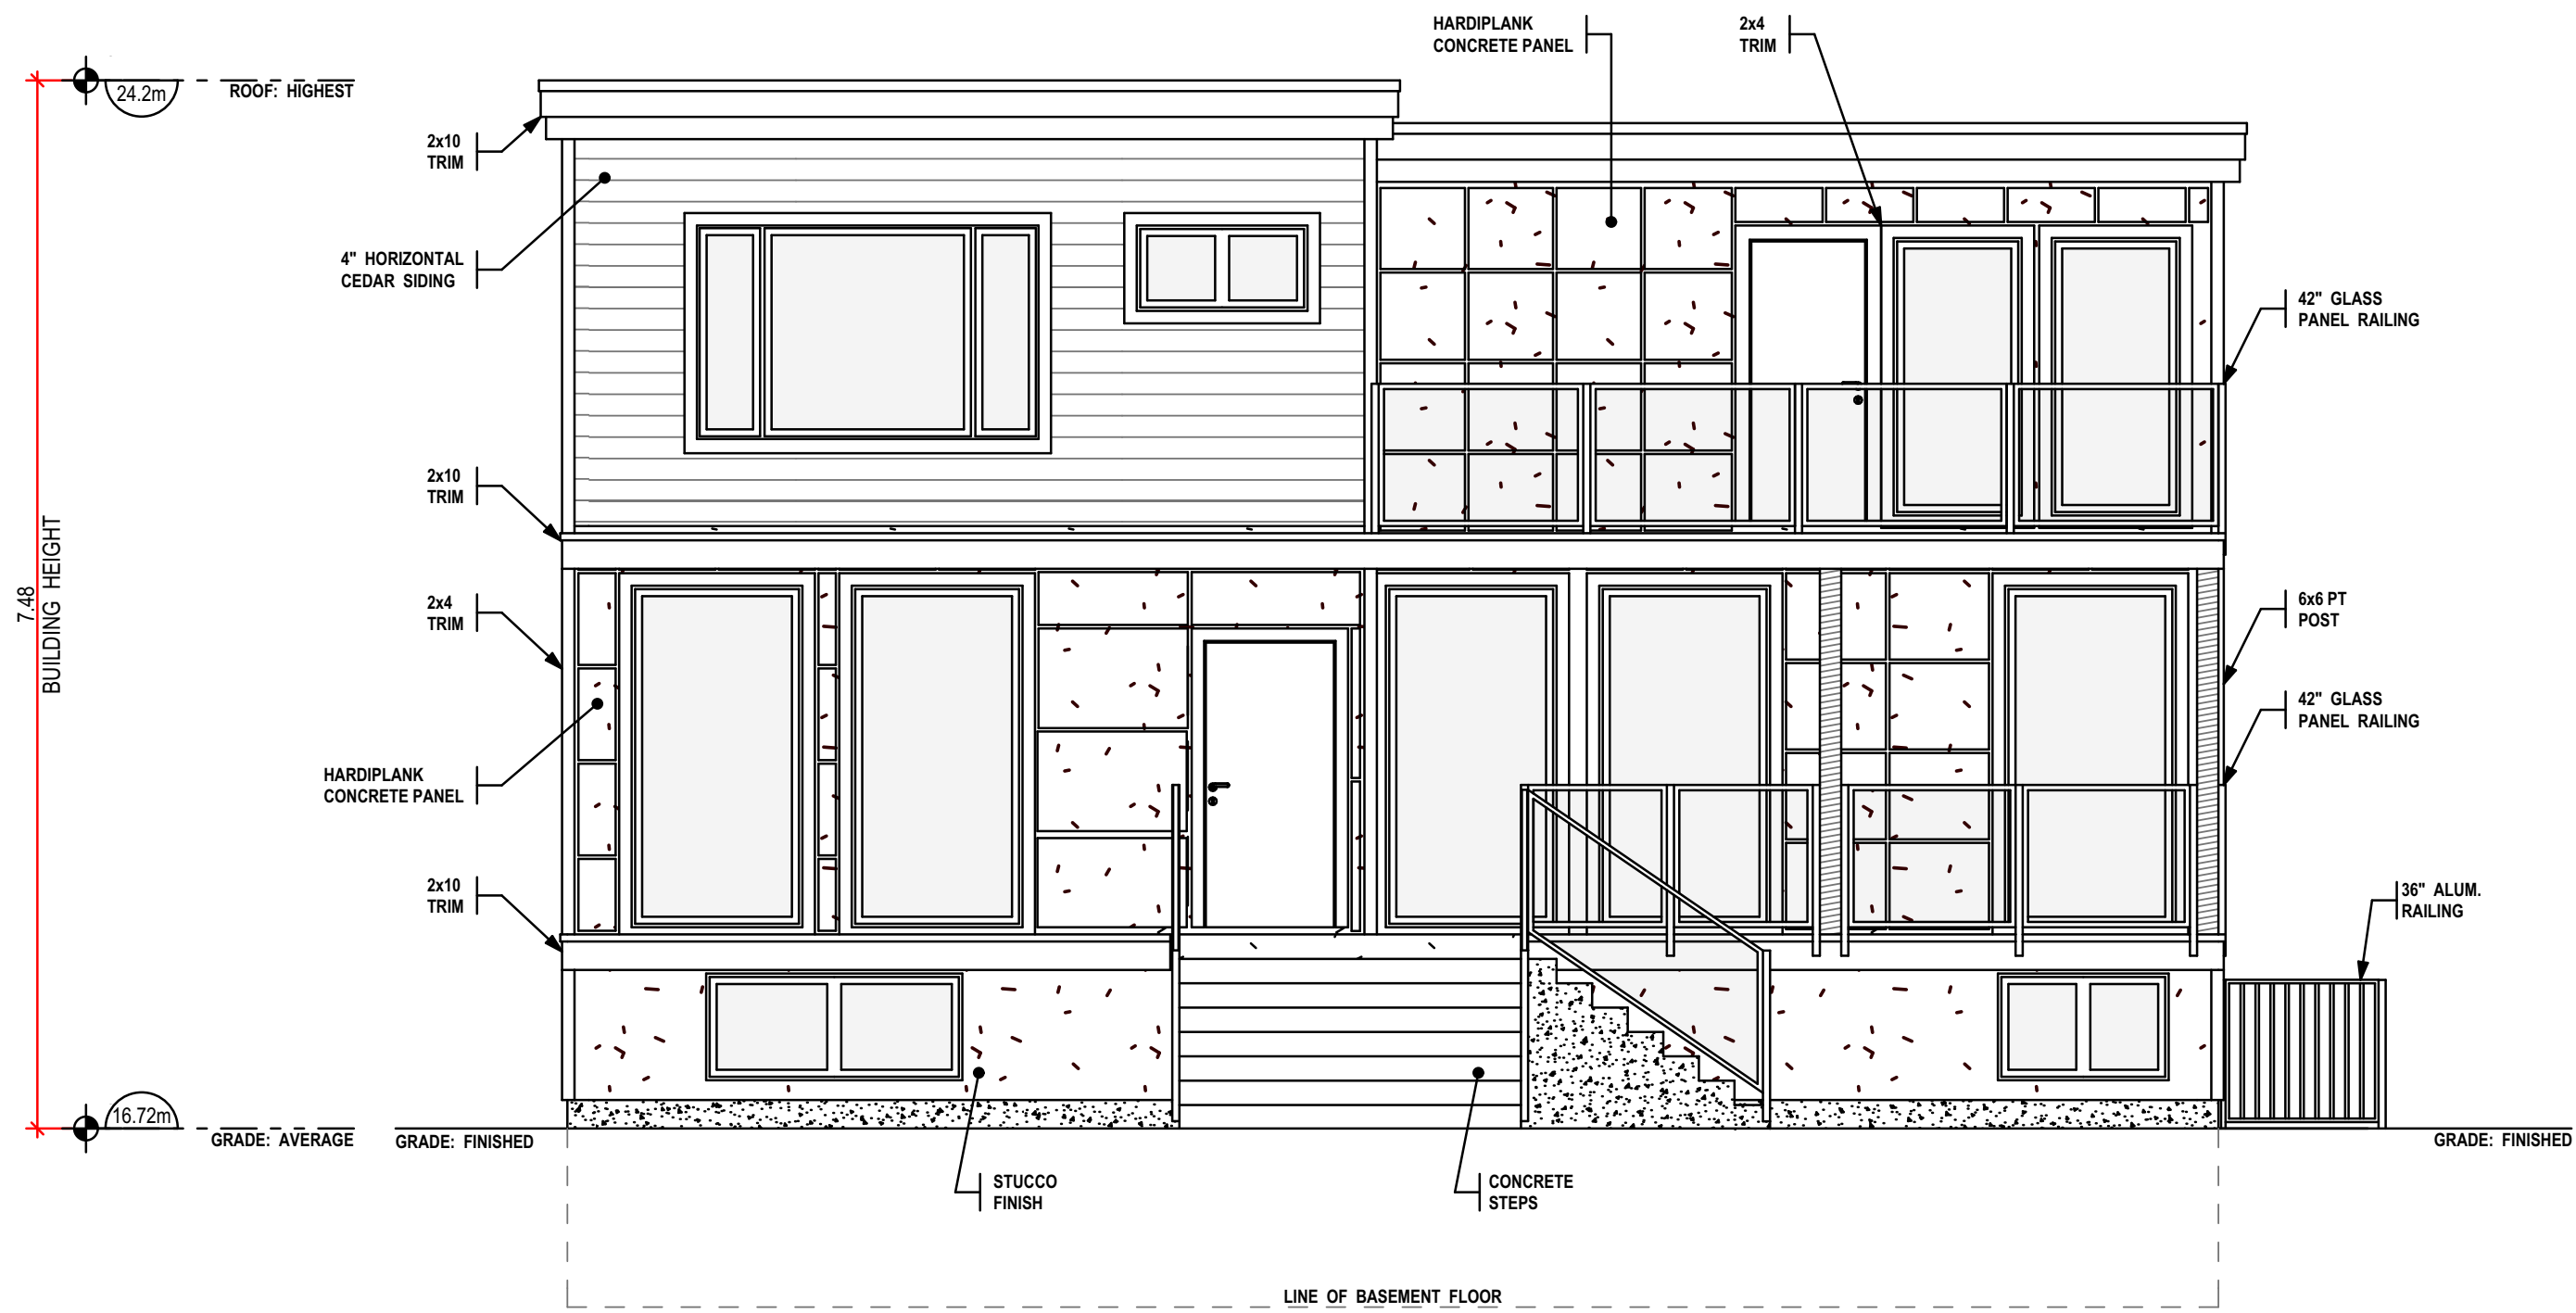 HARDIPLANK
CONCRETE PANEL
2x4
TRIM
24.2m
ROOF: HIGHEST
2x10
TRIM
4" HORIZONTAL
CEDAR SIDING
42" GLASS
PANEL RAILING
2x10
TRIM
7.48
BUILDING HEIGHT
2x4
TRIM
6x6 PT
POST
42" GLASS
PANEL RAILING
HARDIPLANK
CONCRETE PANEL
2x10
TRIM
36" ALUM.
RAILING
16.72m
GRADE: AVERAGE
GRADE: FINISHED
GRADE: FINISHED
STUCCO
FINISH
CONCRETE
STEPS
LINE OF BASEMENT FLOOR